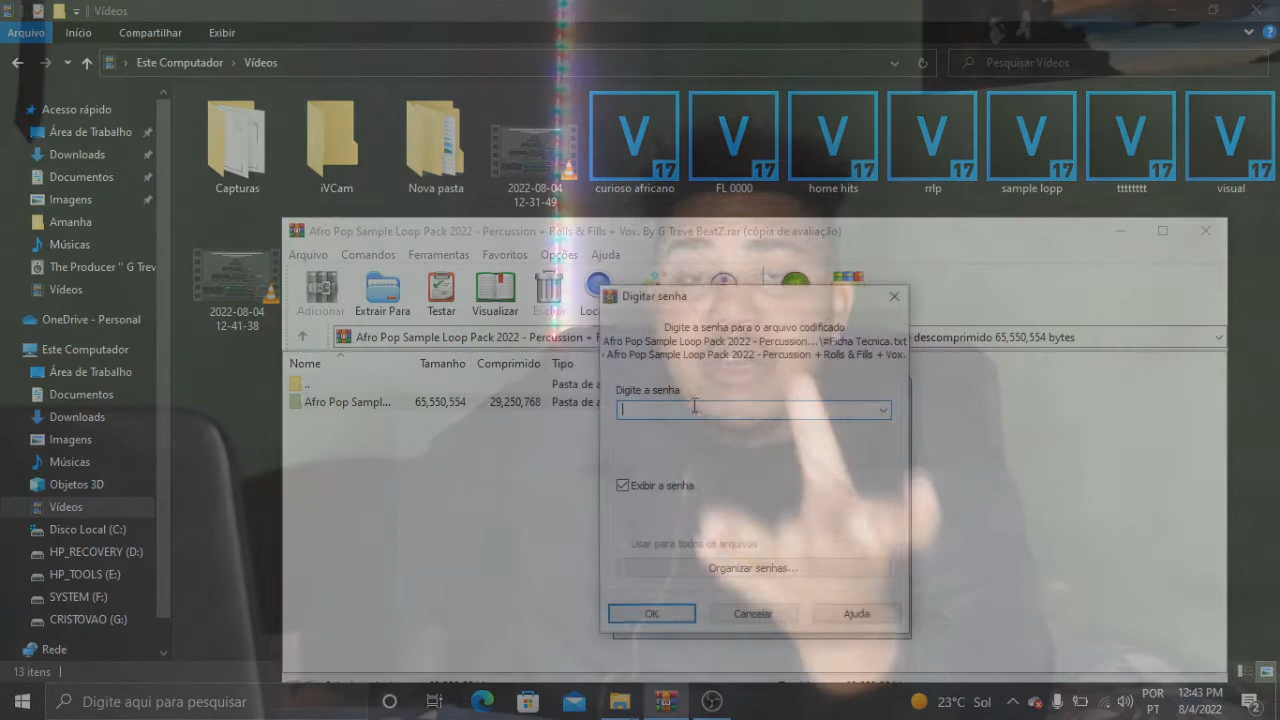 Vídeos
Arquivo Início Compartilhar Exibir
Este Computador Vídeos
Pesquisar Vídeos
Acesso rápido
Área de Trabalho
Downloads
Documentos
Imagens
Amanha
Músicas
The Producer " G Trev
Vídeos
OneDrive - Personal
Este Computador
Área de Trabalho
Documentos
Imagens
Músicas
Objetos 3D
Vídeos
Disco Local (C:)
HP_RECOVERY (D:)
HP_TOOLS (E:)
SYSTEM (F:)
CRISTOVAO (G:)
Rede
13 itens
Capturas
iVCam
Nova pasta
2022-08-04
12-31-49
V 17
curioso africano
V 17
FL 0000
V 17
home hits
V 17
rrlp
V 17
sample lopp
V 17
tttttttt
V 17
visual
2022-08-04
12-41-38
Afro Pop Sample Loop Pack 2022 - Percussion + Rolls & Fills + Vox. By G Treve BeatZ.rar (cópia de avaliação)
Arquivo Comandos Ferramentas Favoritos Opções Ajuda
Adicionar Extrair Para Testar Visualizar Excluir
Afro Pop Sample Loop Pack 2022 - Percussion +
descomprimido 65,550,554 bytes
Nome Tamanho Comprimido Tipo
.. Pasta de a
Afro Pop Sampl... 65,550,554 29,250,768 Pasta de a
Digitar senha
Digite a senha para o arquivo codificado
Afro Pop Sample Loop Pack 2022 - Percussion...\#Ficha Tecnica.txt
Afro Pop Sample Loop Pack 2022 - Percussion + Rolls & Fills + Vox.
Digite a senha
Exibir a senha
Usar para todos os arquivos
Organizar senhas...
OK Cancelar Ajuda
Digite aqui para pesquisar
23°C Sol
POR
PT
12:43 PM
8/4/2022
2